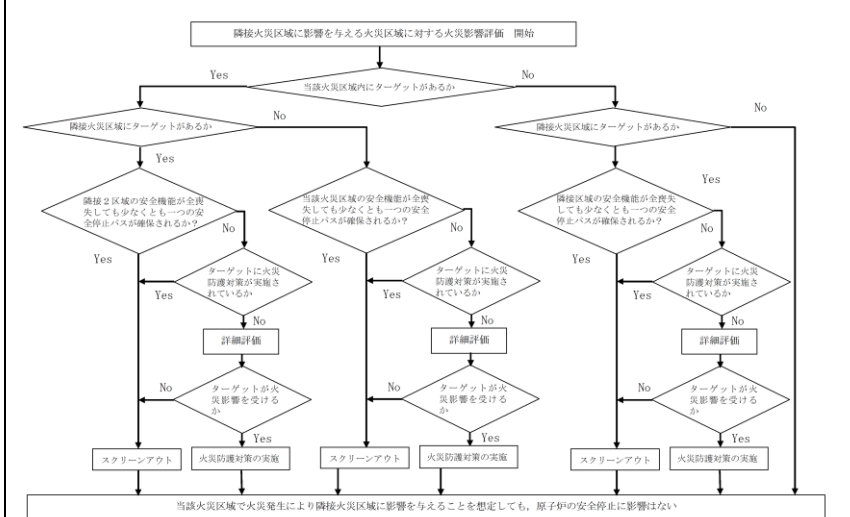 隣接火災区域に影響を与える火災区域に対する火災影響評価　開始
Yes
当該火災区域内にターゲットがあるか
No
隣接火災区域にターゲットがあるか
No
隣接火災区域にターゲットがあるか
No
Yes
Yes
隣接２区域の安全機能が全喪
失しても少なくとも一つの安
全停止パスが確保されるか？
当該火災区域の安全機能が全喪
失しても少なくとも一つの安全
停止パスが確保されるか？
隣接区域の安全機能が全喪失
しても少なくとも一つの安全
停止パスが確保されるか？
No
No
No
Yes
Yes
Yes
ターゲットに火災
防護対策が実施さ
れているか
ターゲットに火災
防護対策が実施さ
れているか
ターゲットに火災
防護対策が実施さ
れているか
Yes
Yes
Yes
No
No
No
詳細評価
詳細評価
詳細評価
No
ターゲットが火
災影響を受ける
か
No
ターゲットが火
災影響を受ける
か
No
ターゲットが火
災影響を受ける
か
Yes
Yes
Yes
スクリーンアウト
火災防護対策の実施
スクリーンアウト
火災防護対策の実施
スクリーンアウト
火災防護対策の実施
当該火災区域で火災発生により隣接火災区域に影響を与えることを想定しても，原子炉の安全停止に影響はない